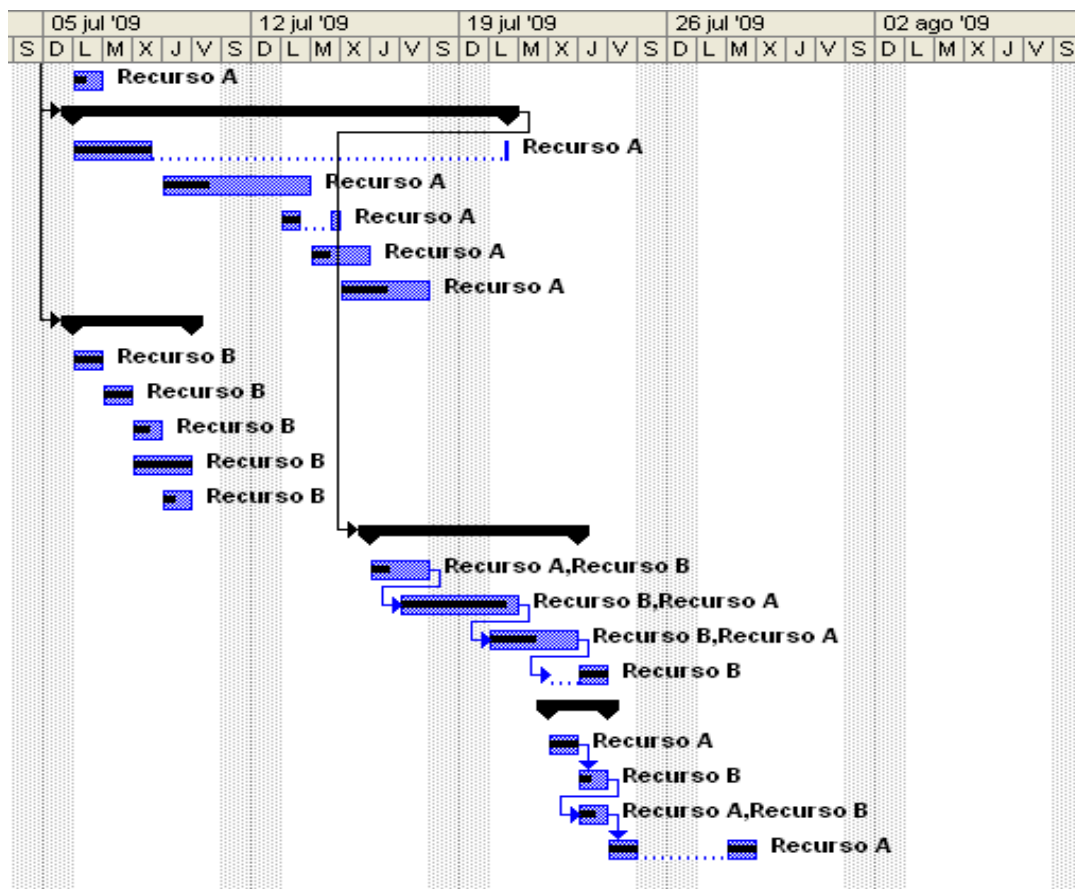 05 jul '09 12 jul '09 19 jul '09 26 jul '09 02 ago '09
S D L M X J V S D L M X J V S D L M X J V S D L M X J V S D L M X J V S
Recurso A
Recurso A
Recurso A
Recurso A
Recurso A
Recurso A
Recurso B
Recurso B
Recurso B
Recurso B
Recurso B
Recurso A,Recurso B
Recurso B,Recurso A
Recurso B,Recurso A
Recurso B
Recurso A
Recurso B
Recurso A,Recurso B
Recurso A